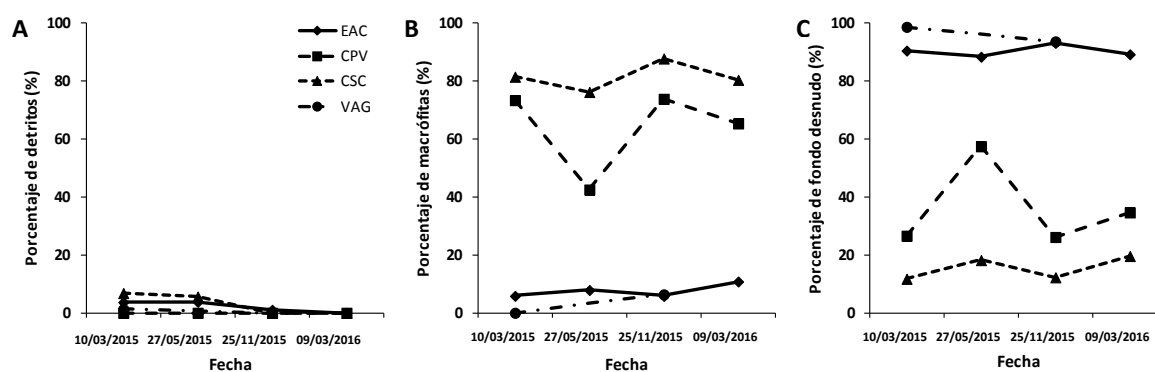 A
Porcentaje de detritos (%)
100
80
60
40
20
0
EAC
CPV
CSC
VAG
10/03/2015 27/05/2015 25/11/2015 09/03/2016
Fecha
B
Porcentaje de macrófitas (%)
100
80
60
40
20
0
10/03/2015 27/05/2015 25/11/2015 09/03/2016
Fecha
C
Porcentaje de fondo desnudo (%)
100
80
60
40
20
0
10/03/2015 27/05/2015 25/11/2015 09/03/2016
Fecha